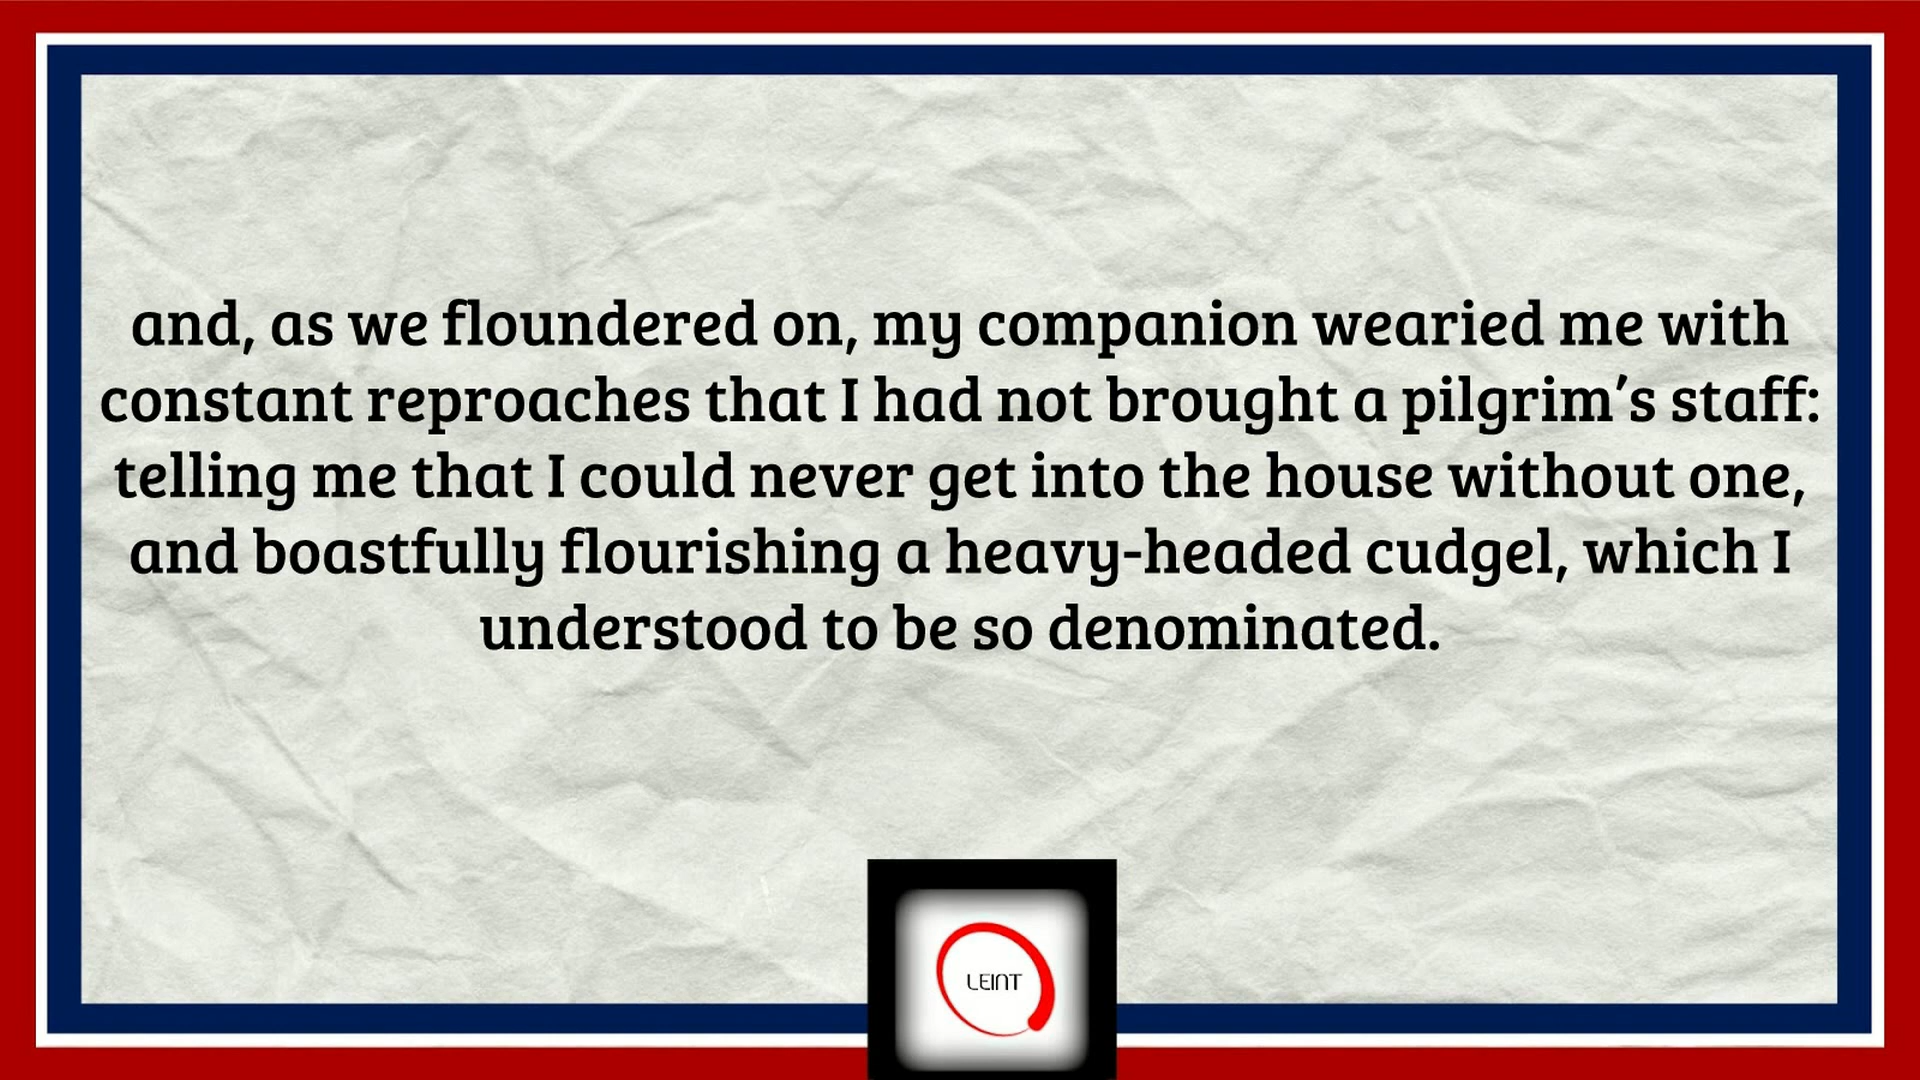 and, as we floundered on, my companion wearied me with
constant reproaches that I had not brought a pilgrim’s staff:
telling me that I could never get into the house without one,
and boastfully flourishing a heavy-headed cudgel, which I
understood to be so denominated.
LEINT